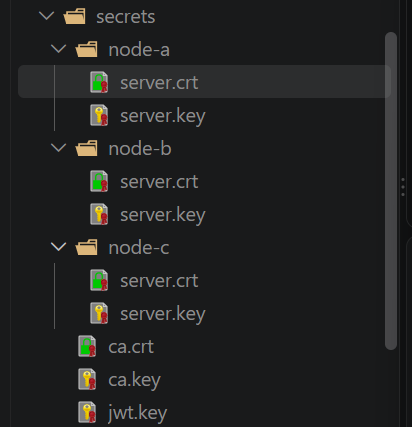 secrets
node-a
server.crt
server.key
node-b
server.crt
server.key
node-c
server.crt
server.key
ca.crt
ca.key
jwt.key